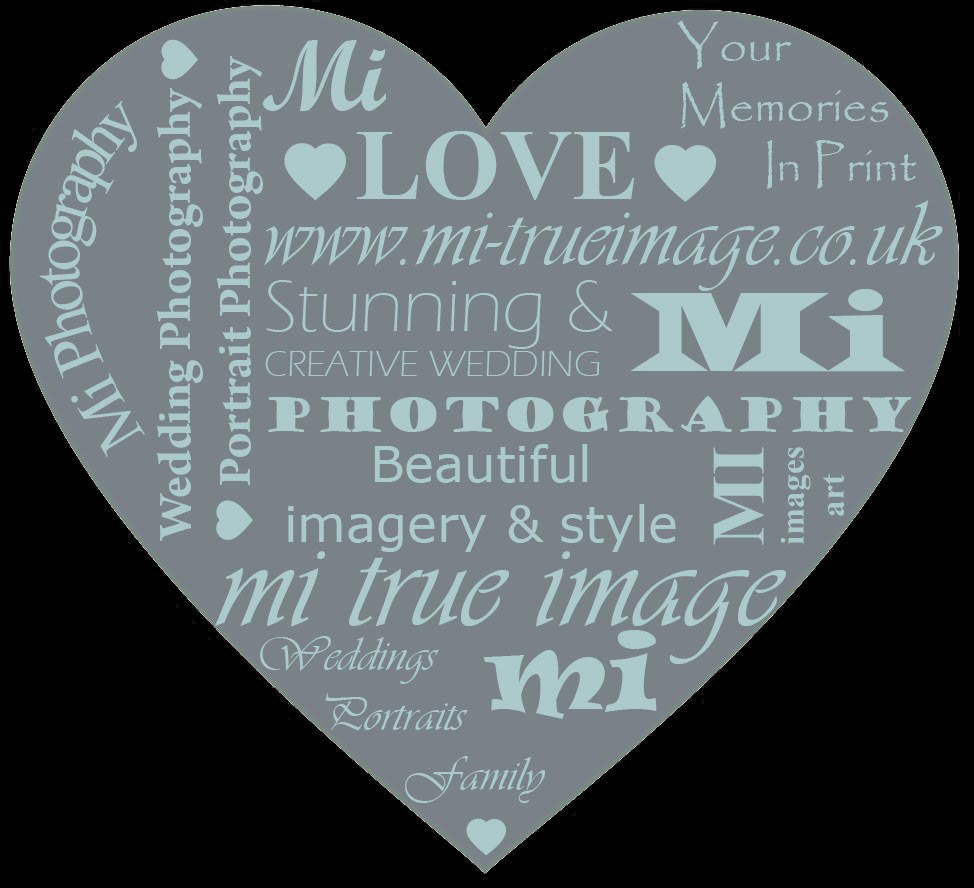 Mi Photography
Wedding Photography
Portrait Photography
Mi
LOVE
Your
Memories
In Print
www.mi-trueimage.co.uk
Stunning &
CREATIVE WEDDING
Mi
PHOTOGRAPHY
Beautiful
imagery & style
MI
images
art
mi true image
Weddings
mi
Portraits
Family